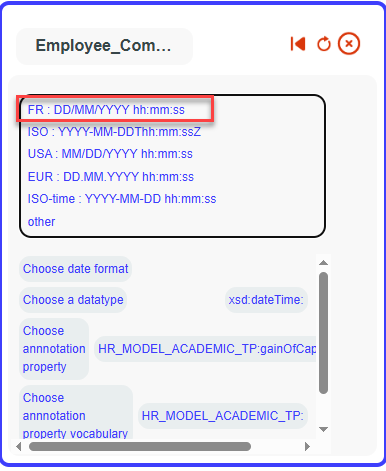 Employee_Com...
FR : DD/MM/YYYY hh:mm:ss
ISO : YYYY-MM-DDThh:mm:ssZ
USA : MM/DD/YYYY hh:mm:ss
EUR : DD.MM.YYYY hh:mm:ss
ISO-time : YYYY-MM-DD hh:mm:ss
other
Choose date format
Choose a datatype xsd:dateTime:
Choose
annnotation HR_MODEL_ACADEMIC_TP:gainOfCap
property
Choose
annnotation HR_MODEL_ACADEMIC_TP:
property vocabulary